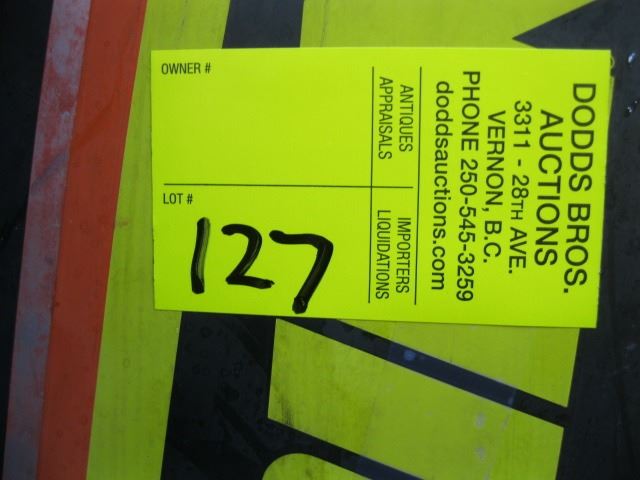 DODDS BROS.
AUCTIONS
3311 - 28TH AVE.
VERNON, B.C.
PHONE 250-545-3259
doddsauctions.com
ANTIQUES IMPORTERS
APPRAISALS LIQUIDATIONS
OWNER #
LOT #
127